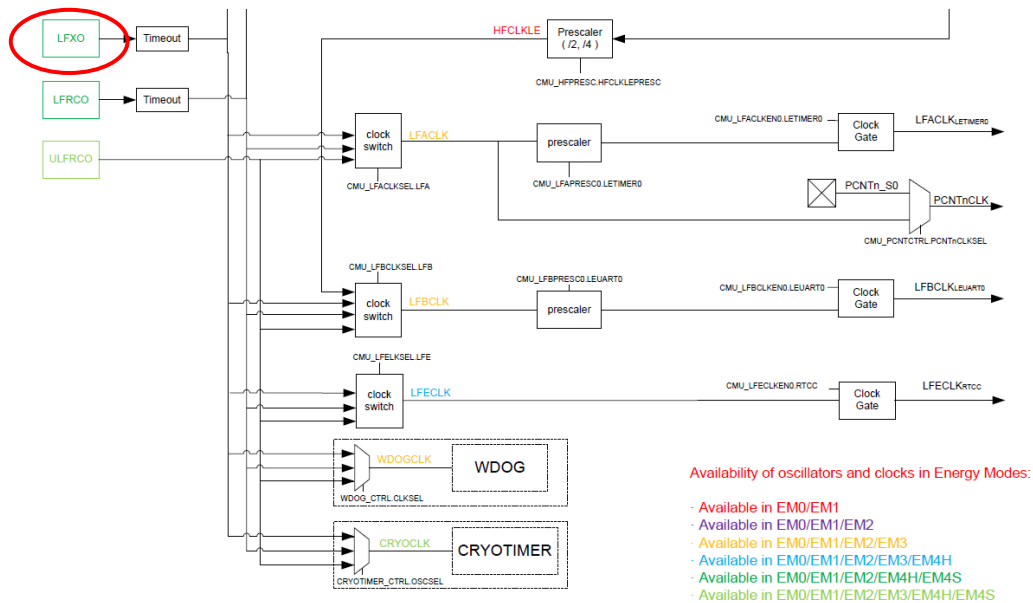 LFXO
Timeout
HFCLKLE
Prescaler
( /2, /4 )
CMU_HFPRESC.HFCLKLEPRESC
LFRCO
Timeout
ULFRCO
clock
switch
LFACLK
CMU_LFACLKSEL.LFA
prescaler
CMU_LFAPRESC0.LETIMER0
CMU_LFACLKEN0.LETIMER0
Clock
Gate
LFACLKLETIMER0
PCNTn_S0
PCNTnCLK
CMU_PCNTCTRL.PCNTnCLKSEL
CMU_LFBCLKSEL.LFB
clock
switch
LFBCLK
CMU_LFBPRESC0.LEUART0
prescaler
CMU_LFBCLKEN0.LEUART0
Clock
Gate
LFBCLKLEUART0
CMU_LFELKSEL.LFE
clock
switch
LFECLK
CMU_LFECLKEN0.RTCC
Clock
Gate
LFECLKRTCC
WDOGCLK
WDOG
WDOG_CTRL.CLKSEL
CRYOCLK
CRYOTIMER
CRYOTIMER_CTRL.OSCSEL
Availability of oscillators and clocks in Energy Modes:
· Available in EM0/EM1
· Available in EM0/EM1/EM2
· Available in EM0/EM1/EM2/EM3
· Available in EM0/EM1/EM2/EM3/EM4H
· Available in EM0/EM1/EM2/EM4H/EM4S
· Available in EM0/EM1/EM2/EM3/EM4H/EM4S